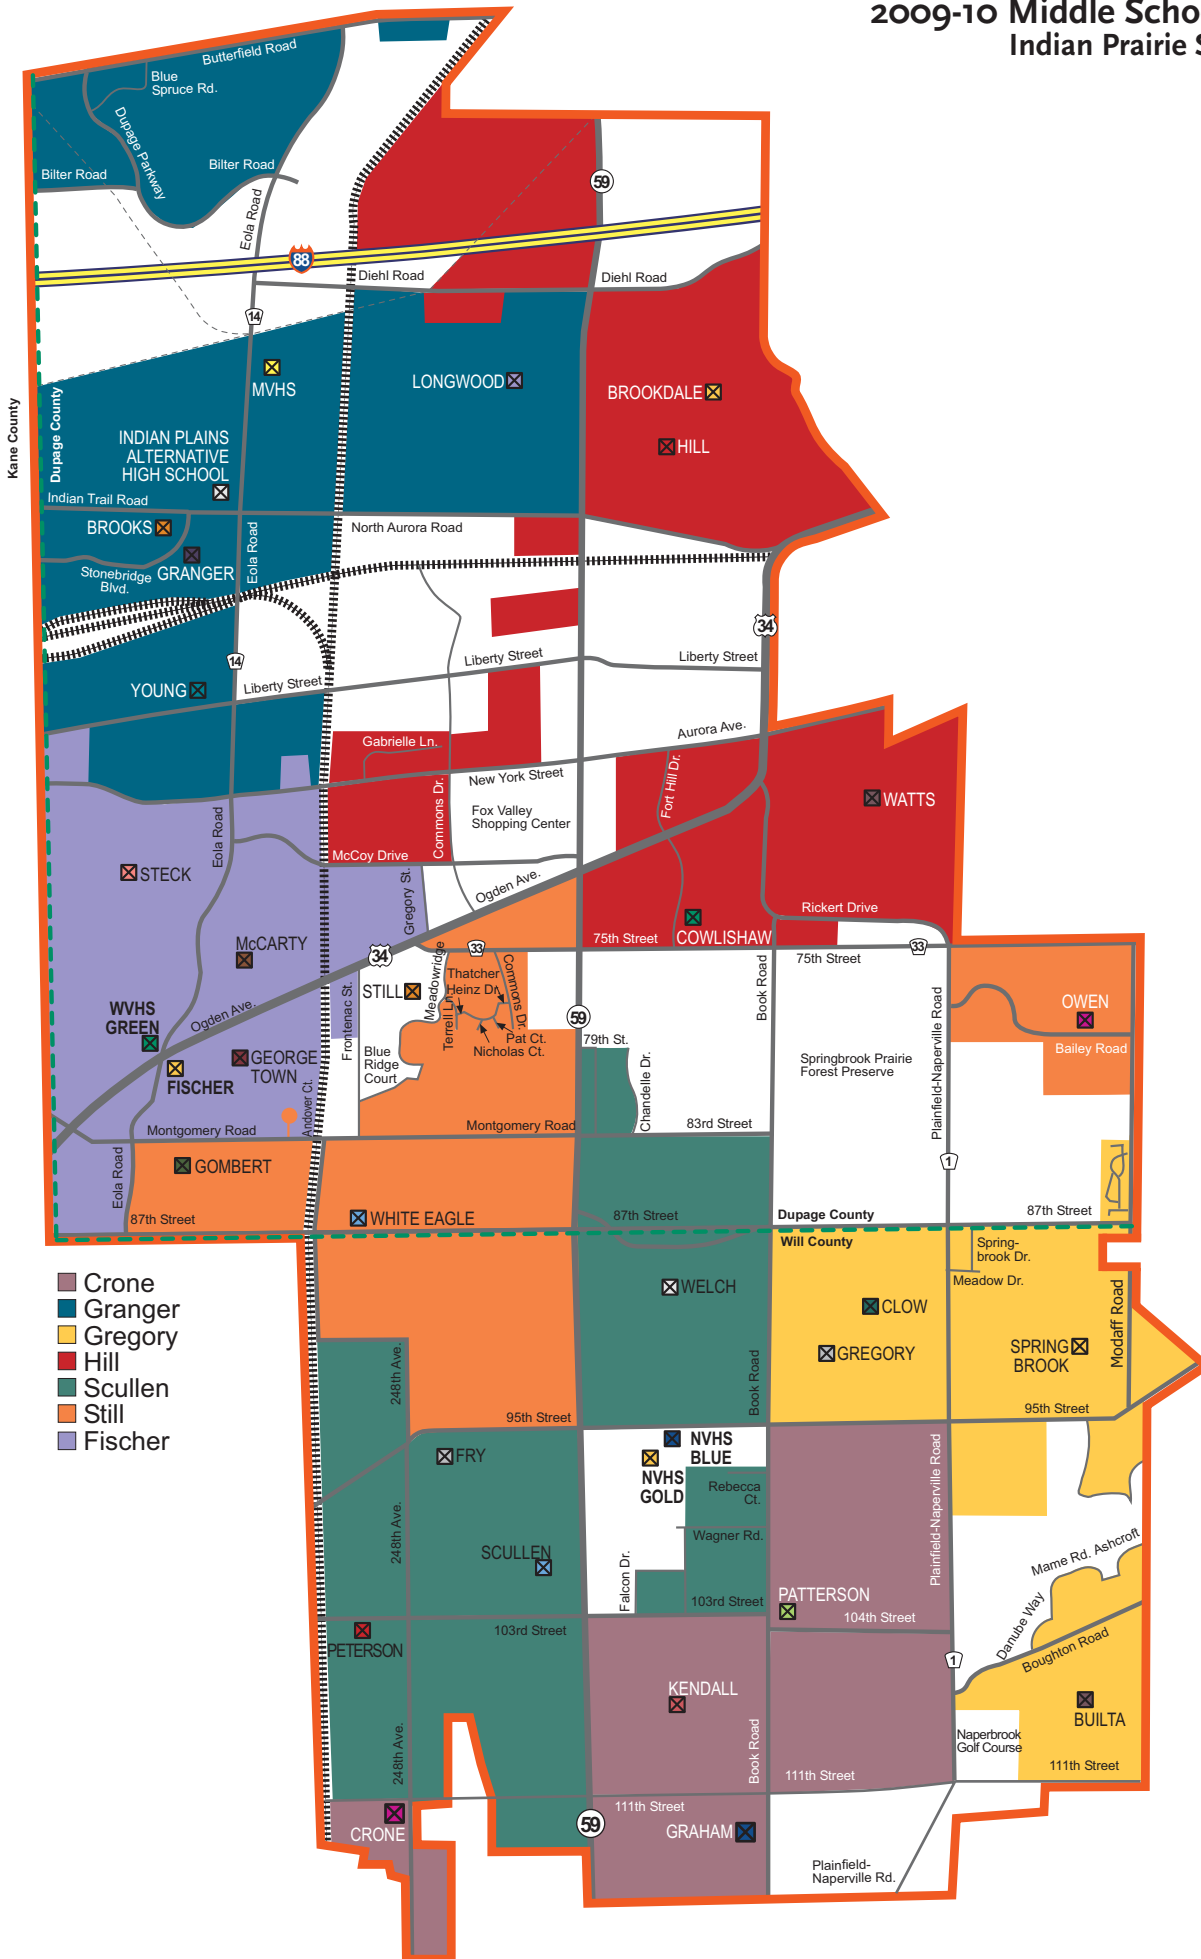 2009-10 Middle Scho
Indian Prairie S
Butterfield Road
Blue
Spruce Rd.
Dupage Parkway
Bilter Road
Bilter Road
Eola Road
59
88
Diehl Road
Diehl Road
14
MVHS
LONGWOOD
BROOKDALE
HILL
Kane County
Dupage County
INDIAN PLAINS
ALTERNATIVE
HIGH SCHOOL
Indian Trail Road
North Aurora Road
BROOKS
Eola Road
Stonebridge
Blvd.
GRANGER
34
14
Liberty Street
Liberty Street
Liberty Street
YOUNG
Aurora Ave.
Gabrielle Ln.
New York Street
Fort Hill Dr.
Commons Dr.
Fox Valley
Shopping Center
WATTS
Eola Road
McCoy Drive
STECK
Ogden Ave.
Gregory St.
Rickert Drive
McCARTY
34
33
75th Street
COWLISHAW
75th Street
33
Meadowridge
Thatcher
Heinz Dr.
Commons Dr.
Terrell Ln.
STILL
Book Road
Plainfield-Naperville Road
OWEN
WVHS
GREEN
Ogden Ave.
Frontenac St.
59
Pat Ct.
Nicholas Ct.
79th St.
Bailey Road
GEORGE
TOWN
FISCHER
Blue
Ridge
Court
Chandelle Dr.
Springbrook Prairie
Forest Preserve
Andover Ct.
Montgomery Road
Montgomery Road
83rd Street
GOMBERT
Eola Road
1
87th Street
WHITE EAGLE
87th Street
Dupage County
87th Street
Will County
Spring-
brook Dr.
Meadow Dr.
WELCH
CLOW
GREGORY
SPRING
BROOK
Modaff Road
Crone
Granger
Gregory
Hill
Scullen
Still
Fischer
248th Ave.
Book Road
95th Street
95th Street
FRY
NVHS
BLUE
NVHS
GOLD
Rebecca
Ct.
Wagner Rd.
248th Ave.
Plainfield-Naperville Road
SCULLEN
Falcon Dr.
Mame Rd. Ashcroft
PATTERSON
103rd Street
104th Street
103rd Street
PETERSON
Danube Way
Boughton Road
1
KENDALL
BUILTA
248th Ave.
Book Road
Naperbrook
Golf Course
111th Street
111th Street
111th Street
CRONE
59
GRAHAM
Plainfield-
Naperville Rd.